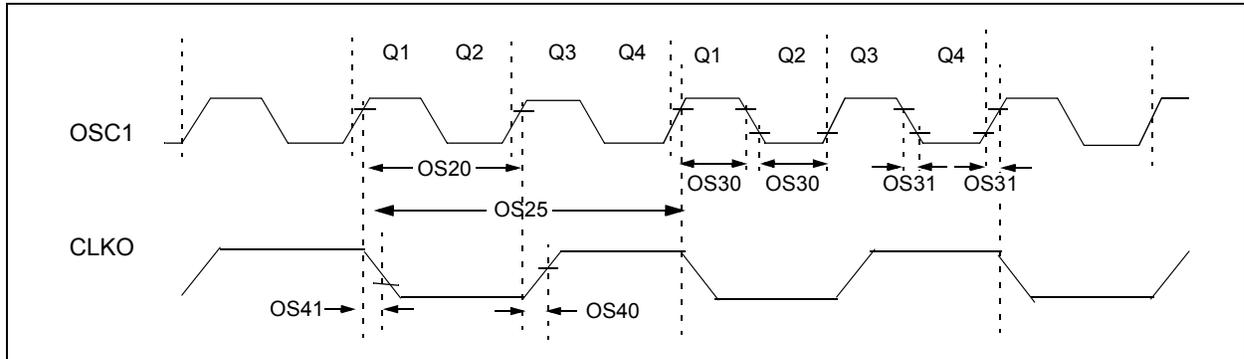 Q1 Q2 Q3 Q4 Q1 Q2 Q3 Q4
OSC1
OS20 OS30 OS30 OS31 OS31
OS25
CLKO
OS41 OS40